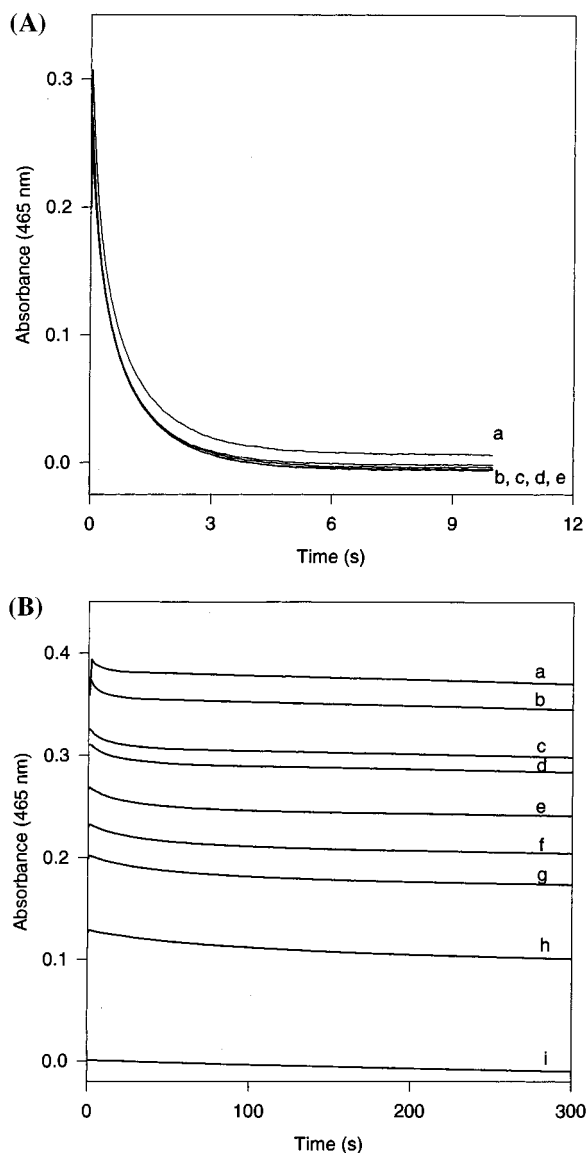 (A)
0.3
0.2
0.1
0.0
Absorbance (465 nm)
a
b, c, d, e
0 3 6 9 12
Time (s)
(B)
0.4
0.3
0.2
0.1
0.0
Absorbance (465 nm)
a
b
c
d
e
f
g
h
i
0 100 200 300
Time (s)